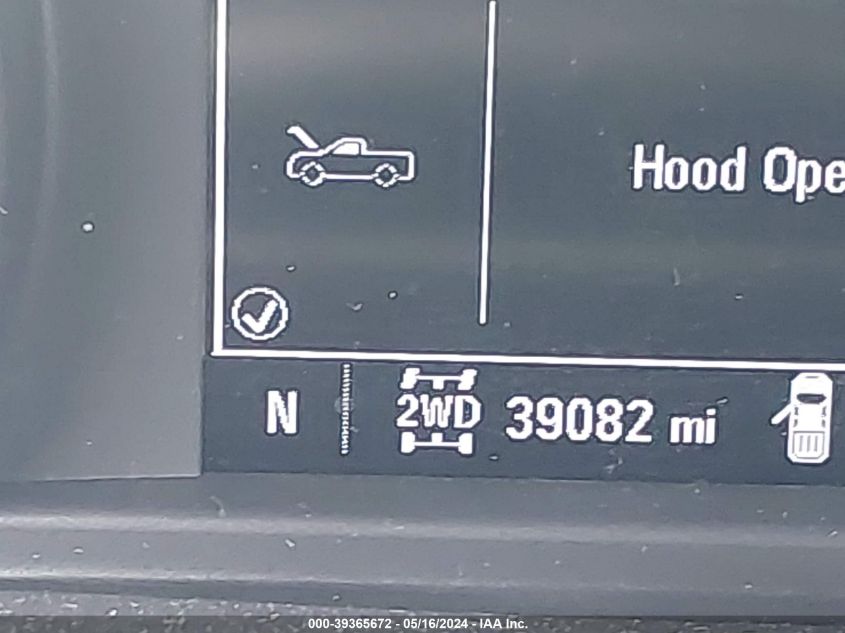 Hood Ope
N 2WD 39082 mi
000-39365672 - 05/16/2024 - IAA Inc.